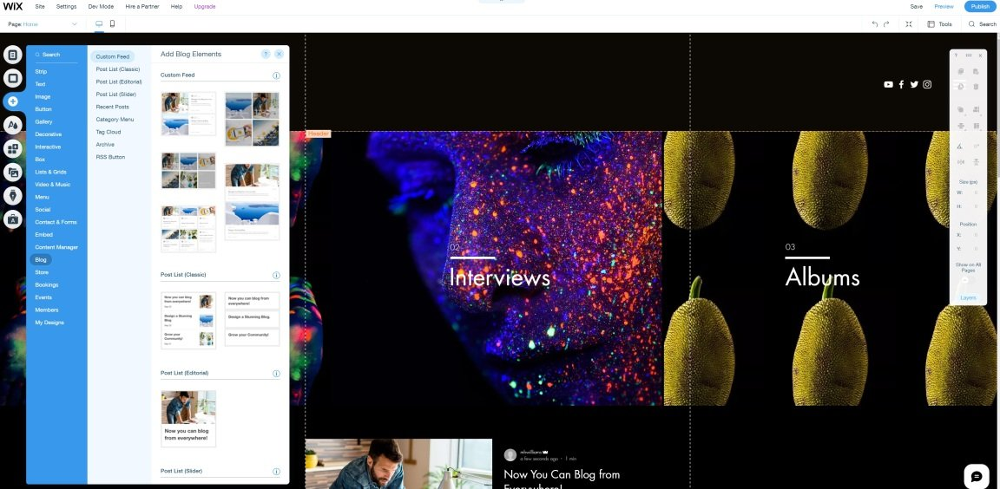 WiX Site Settings Dev Mode Hire a Partner Help Upgrade Save Preview Publish
Page: Home Tools Search
Search
Strip
Text
Image
Button
Gallery
Decorative
Interactive
Box
Lists & Grids
Video & Music
Menu
Social
Contact & Forms
Embed
Content Manager
Blog
Store
Bookings
Events
Members
My Designs
Custom Feed
Post List (Classic)
Post List (Editorial)
Post List (Slider)
Recent Posts
Category Menu
Tag Cloud
Archive
RSS Button
Add Blog Elements ? ×
Custom Feed
Post List (Classic)
Now you can blog
from everywhere!
Design a Stunning
Blog
Grow your
Community!
Now you can blog from
everywhere!
Design a Stunning Blog.
Grow your Community!
Post List (Editorial)
Now you can blog
from everywhere!
Post List (Slider)
Header
02
Interviews
03
Albums
mhwilliams
a few seconds ago · 1 min
Now You Can Blog from
Everywhere!
? ×
Size (px)
W: 0
H: 0
Position
X: 0
Y: 0
Show on All
Pages
Layers